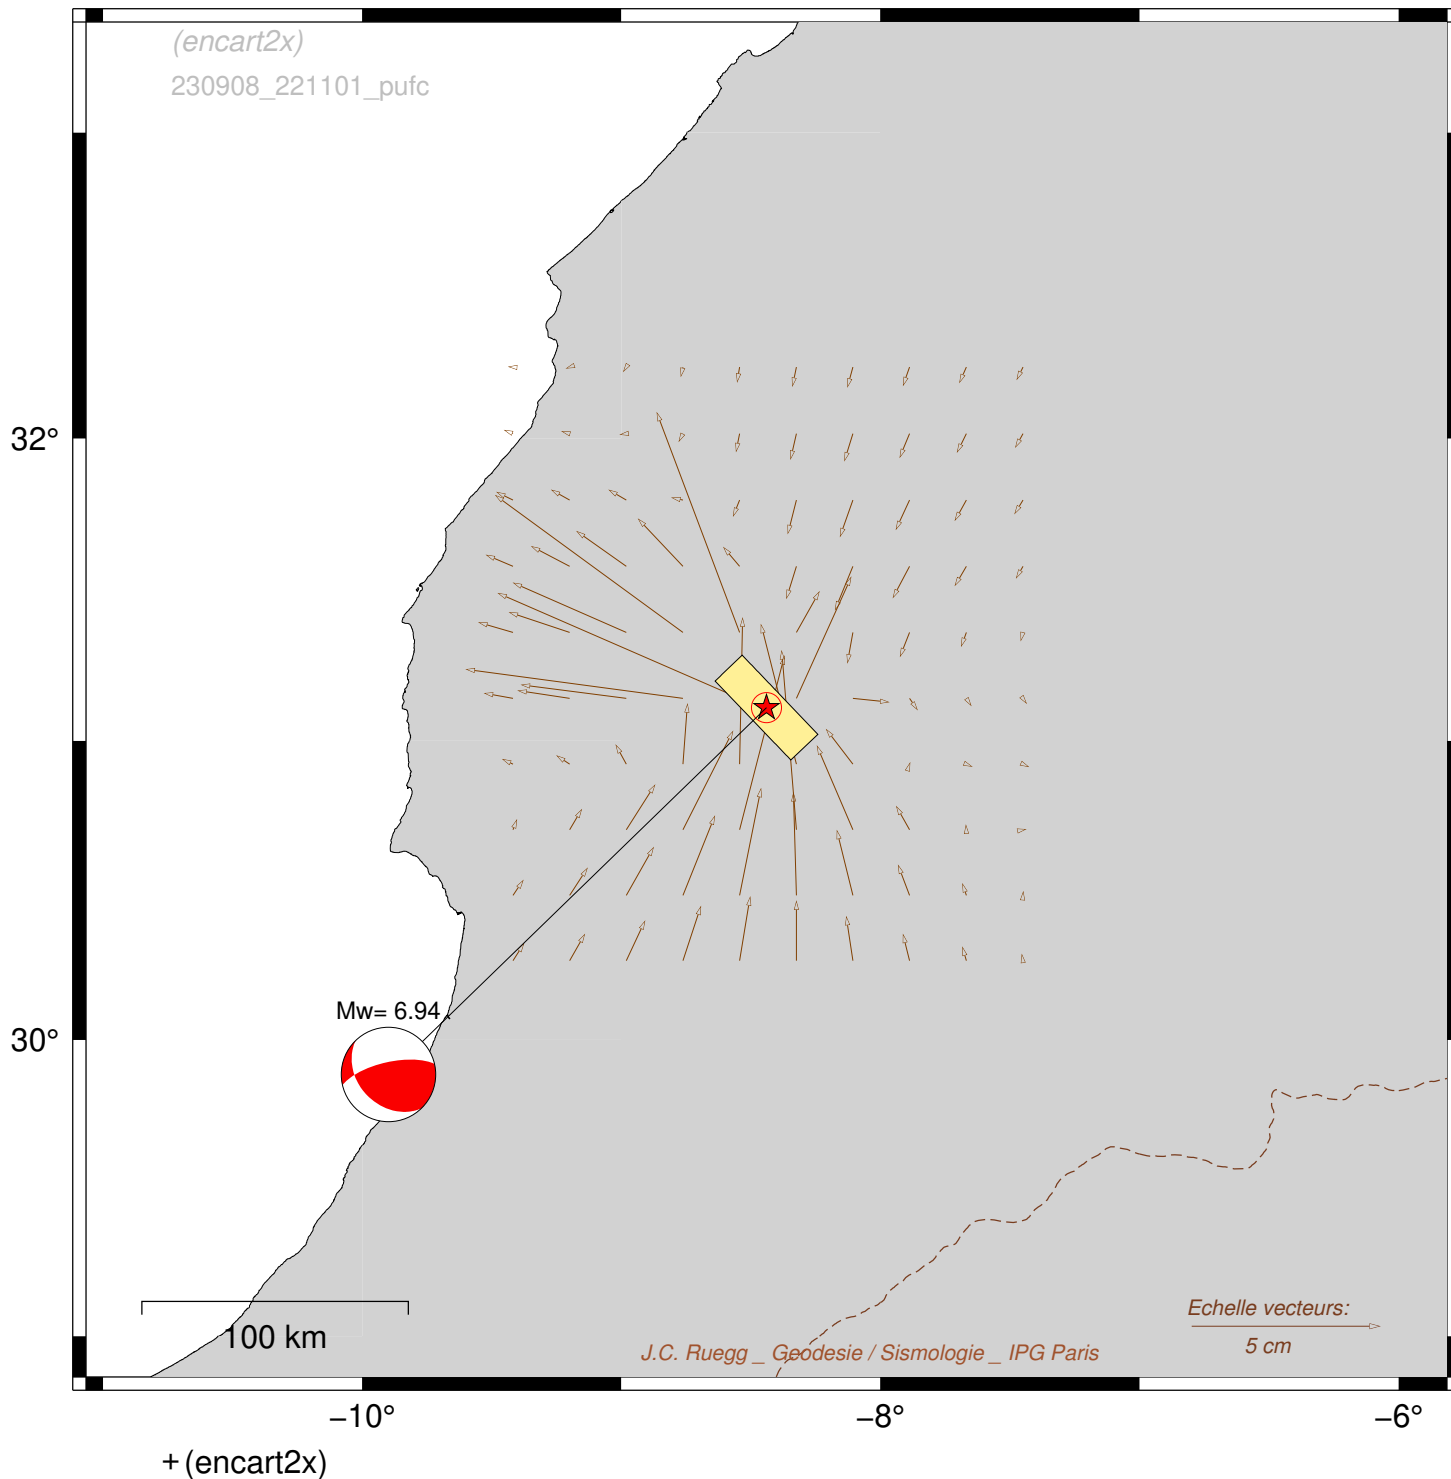 (encart2x)
230908_221101_pufc
32°
Mw= 6.94
30°
100 km
Echelle vecteurs:
5 cm
J.C. Ruegg _ Geodesie / Sismologie _ IPG Paris
−10°
−8°
−6°
+ (encart2x)